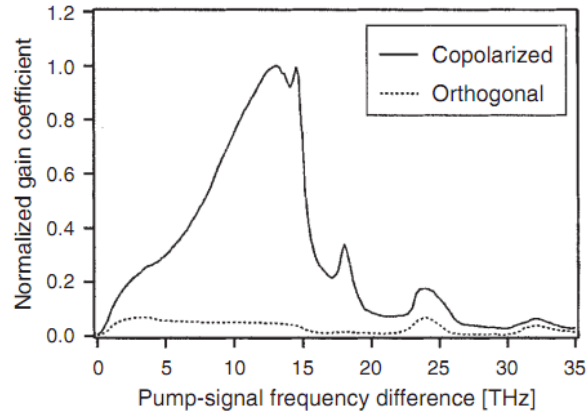 1.2
1.0
0.8
0.6
0.4
0.2
0.0
Normalized gain coefficient
Copolarized
Orthogonal
0 5 10 15 20 25 30 35
Pump-signal frequency difference [THz]